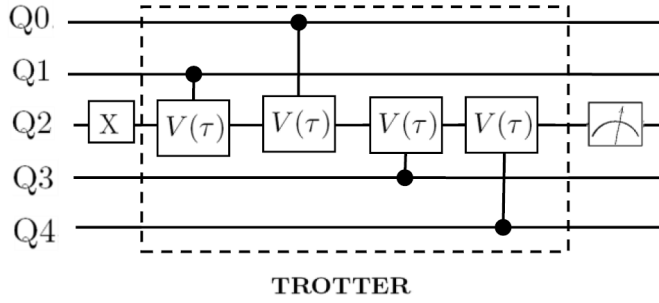 Q0
Q1
Q2 X V(τ) V(τ) V(τ) V(τ)
Q3
Q4
TROTTER